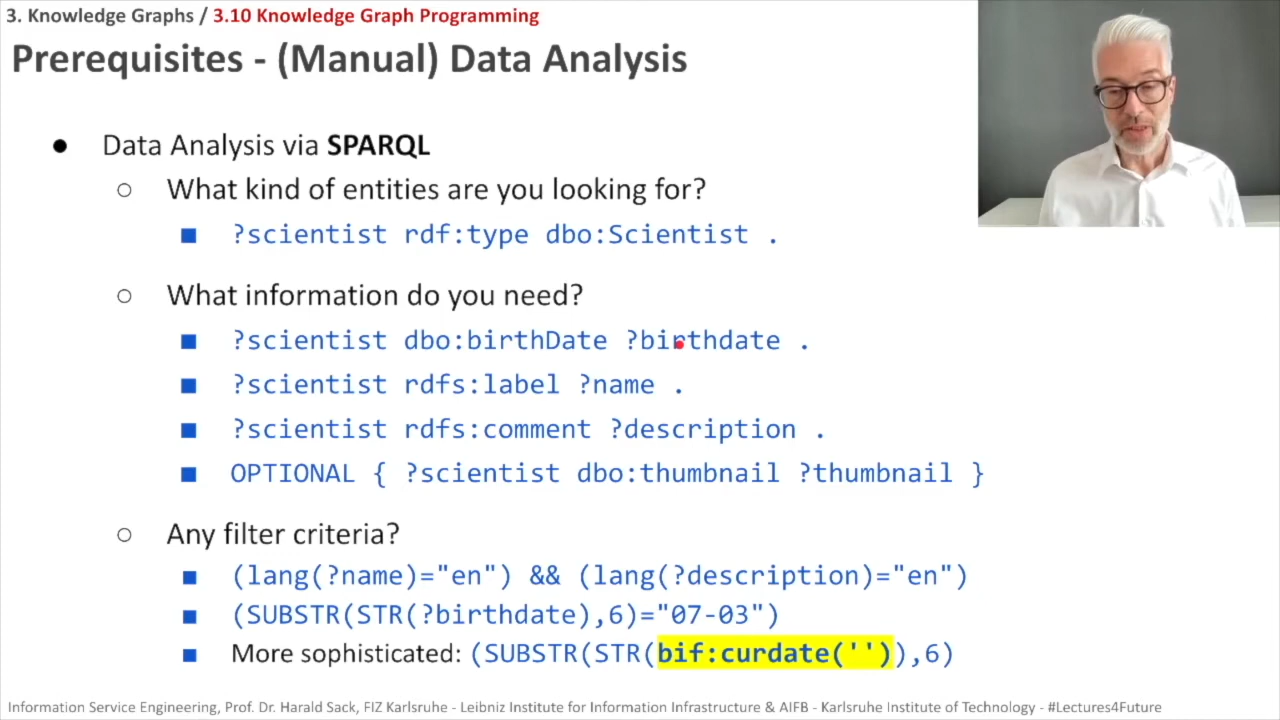 3. Knowledge Graphs / 3.10 Knowledge Graph Programming
Prerequisites - (Manual) Data Analysis
● Data Analysis via SPARQL
○ What kind of entities are you looking for?
■ ?scientist rdf:type dbo:Scientist .
○ What information do you need?
■ ?scientist dbo:birthDate ?birthdate .
■ ?scientist rdfs:label ?name .
■ ?scientist rdfs:comment ?description .
■ OPTIONAL { ?scientist dbo:thumbnail ?thumbnail }
○ Any filter criteria?
■ (lang(?name)="en") && (lang(?description)="en")
■ (SUBSTR(STR(?birthdate),6)="07-03")
■ More sophisticated: (SUBSTR(STR(bif:curdate('')),6)
Information Service Engineering, Prof. Dr. Harald Sack, FIZ Karlsruhe - Leibniz Institute for Information Infrastructure & AIFB - Karlsruhe Institute of Technology - #Lectures4Future